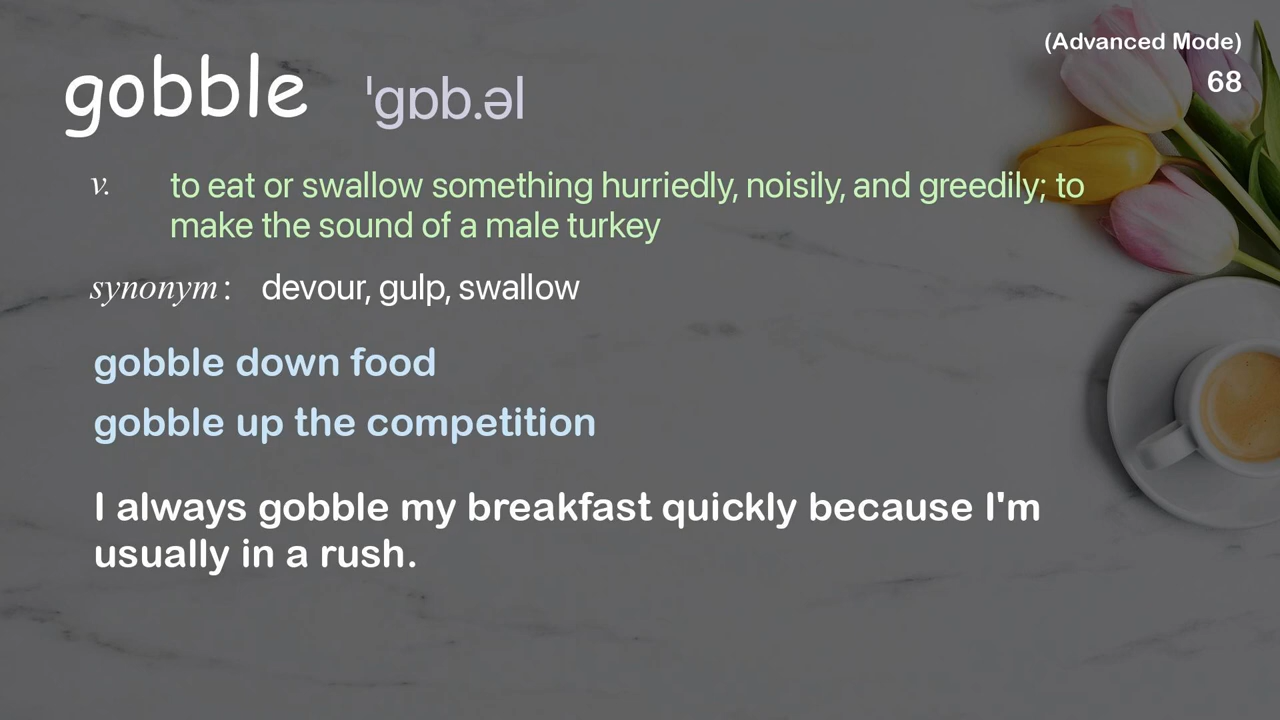 (Advanced Mode)
68
gobble ˈgɒb.əl
v. to eat or swallow something hurriedly, noisily, and greedily; to
make the sound of a male turkey
synonym : devour, gulp, swallow
gobble down food
gobble up the competition
I always gobble my breakfast quickly because I'm
usually in a rush.